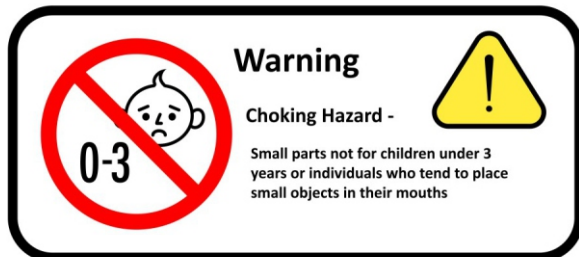 Warning
Choking Hazard -
0-3
Small parts not for children under 3
years or individuals who tend to place
small objects in their mouths